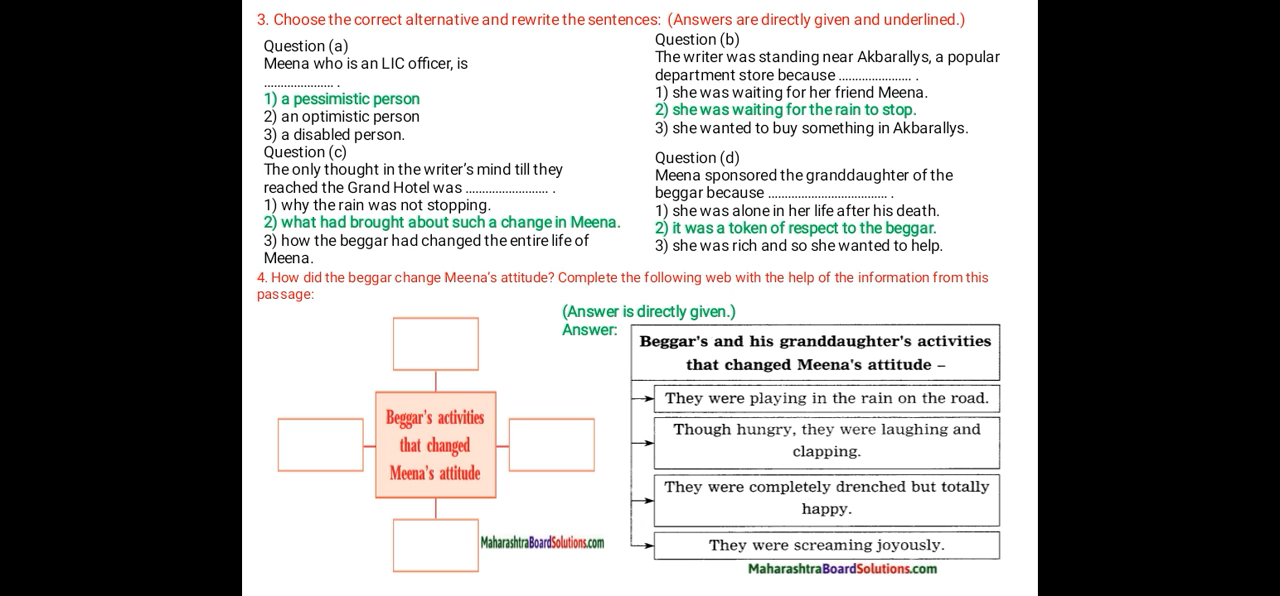 3. Choose the correct alternative and rewrite the sentences: (Answers are directly given and underlined.)
Question (a)
Meena who is an LIC officer, is
..................... .
1) a pessimistic person
2) an optimistic person
3) a disabled person.
Question (c)
The only thought in the writer’s mind till they
reached the Grand Hotel was ......................... .
1) why the rain was not stopping.
2) what had brought about such a change in Meena.
3) how the beggar had changed the entire life of
Meena.
Question (b)
The writer was standing near Akbarallys, a popular
department store because ...................... .
1) she was waiting for her friend Meena.
2) she was waiting for the rain to stop.
3) she wanted to buy something in Akbarallys.
Question (d)
Meena sponsored the granddaughter of the
beggar because .................................... .
1) she was alone in her life after his death.
2) it was a token of respect to the beggar.
3) she was rich and so she wanted to help.
4. How did the beggar change Meena’s attitude? Complete the following web with the help of the information from this
passage:
Beggar's activities
that changed
Meena's attitude
MaharashtraBoardSolutions.com
(Answer is directly given.)
Answer:
Beggar's and his granddaughter's activities
that changed Meena's attitude –
They were playing in the rain on the road.
Though hungry, they were laughing and
clapping.
They were completely drenched but totally
happy.
They were screaming joyously.
MaharashtraBoardSolutions.com